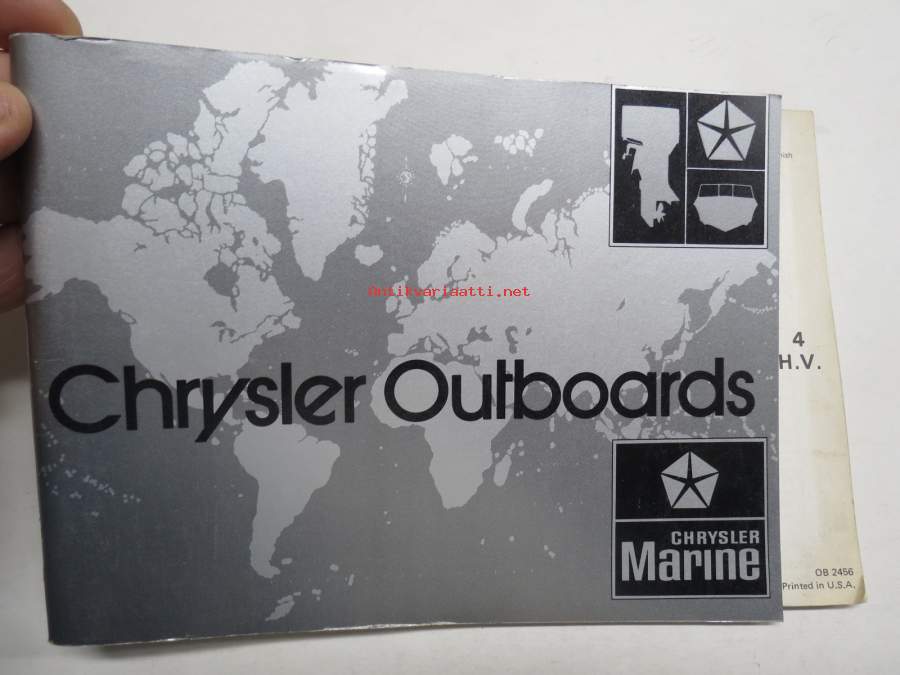 antikvariaatti.net
Chrysler Outboards
CHRYSLER
Marine
4
H.V.
OB 2456
Printed in U.S.A.